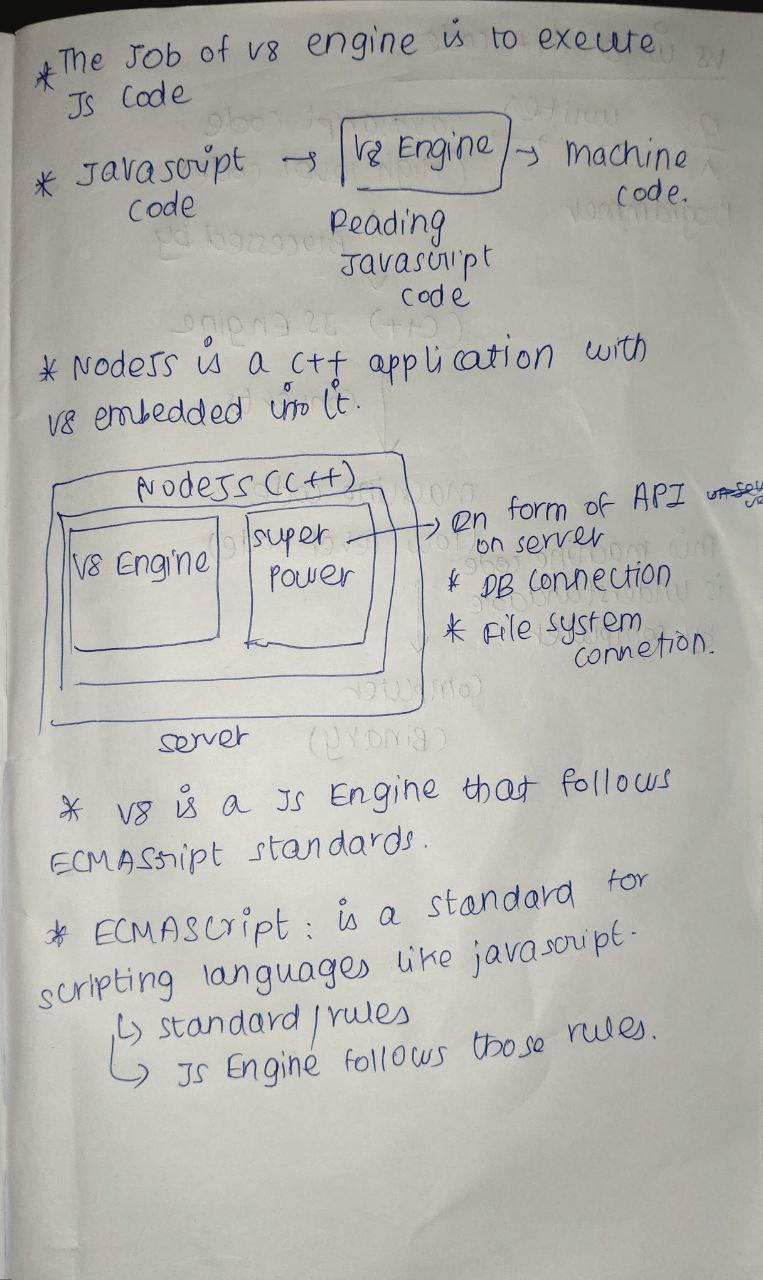 * The Job of V8 engine is to execute
JS Code
* Javascript code → V8 Engine → Machine code.
Reading
Javascript
code
* NodeJS is a C++ application with
V8 embedded into it.
NodeJS (C++)
V8 Engine
super
power
→ en form of API
on server
* DB connection
* File system
connetion.
server
* V8 is a JS Engine that follows
ECMAScript standards.
* ECMAScript : is a standard for
scripting languages like javascript.
↳ standard / rules
↳ JS Engine follows those rules.